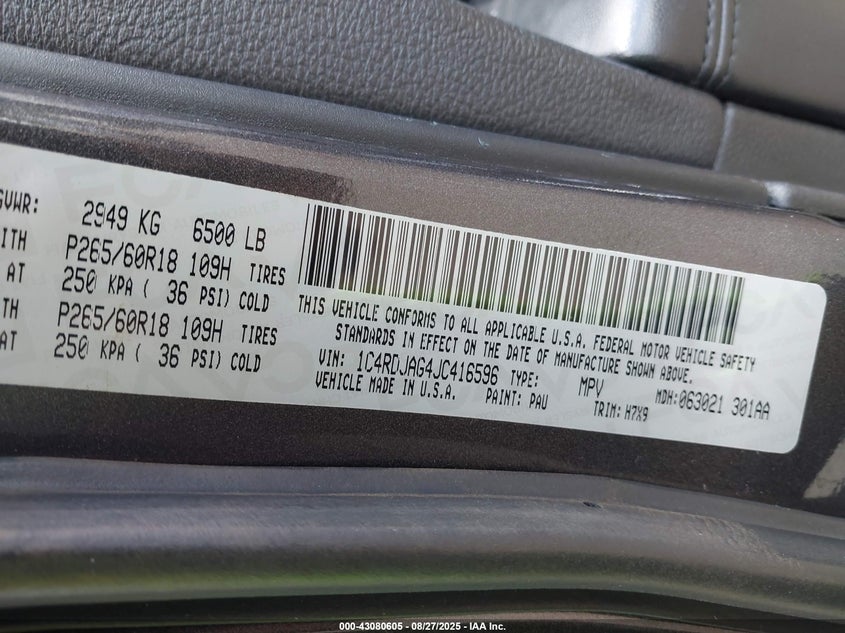 GVWR: 2949 KG 6500 LB
ITH P265/60R18 109H TIRES
AT 250 KPA ( 36 PSI) COLD
TH P265/60R18 109H TIRES
AT 250 KPA ( 36 PSI) COLD
THIS VEHICLE CONFORMS TO ALL APPLICABLE U.S.A. FEDERAL MOTOR VEHICLE SAFETY
STANDARDS IN EFFECT ON THE DATE OF MANUFACTURE SHOWN ABOVE.
VIN: 1C4RDJAG4JC416596 TYPE: MPV MDH:063021 301AA
VEHICLE MADE IN U.S.A. PAINT: PAU TRIM: H7X9
000-43080605 - 08/27/2025 - IAA Inc.